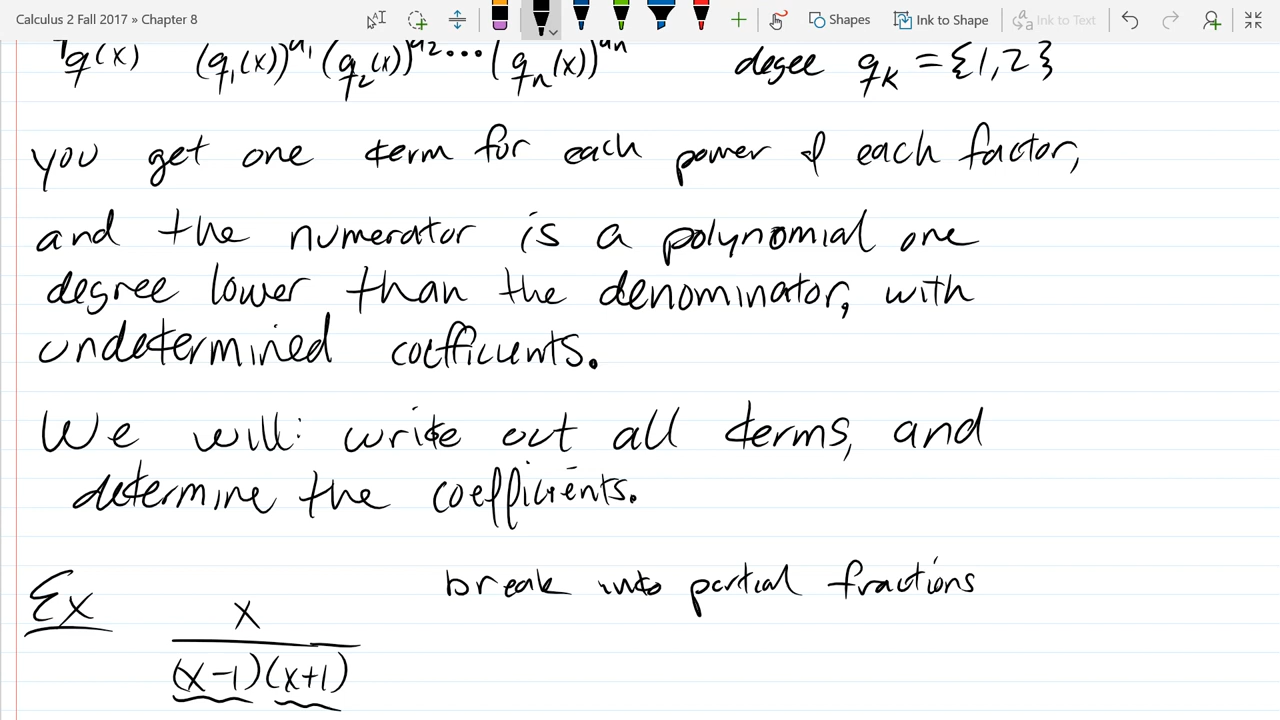 Calculus 2 Fall 2017 » Chapter 8
Shapes
Ink to Shape
Ink to Text
q(x) (q₁(x))^a₁ (q₂(x))^a₂ ... (qₙ(x))^aₙ degee qₖ = {1,2}
you get one term for each power of each factor,
and the numerator is a polynomial one
degree lower than the denominator, with
undetermined coefficients.
We will: write out all terms, and
determine the coefficients.
Ex x break into partial fractions
(x-1)(x+1)